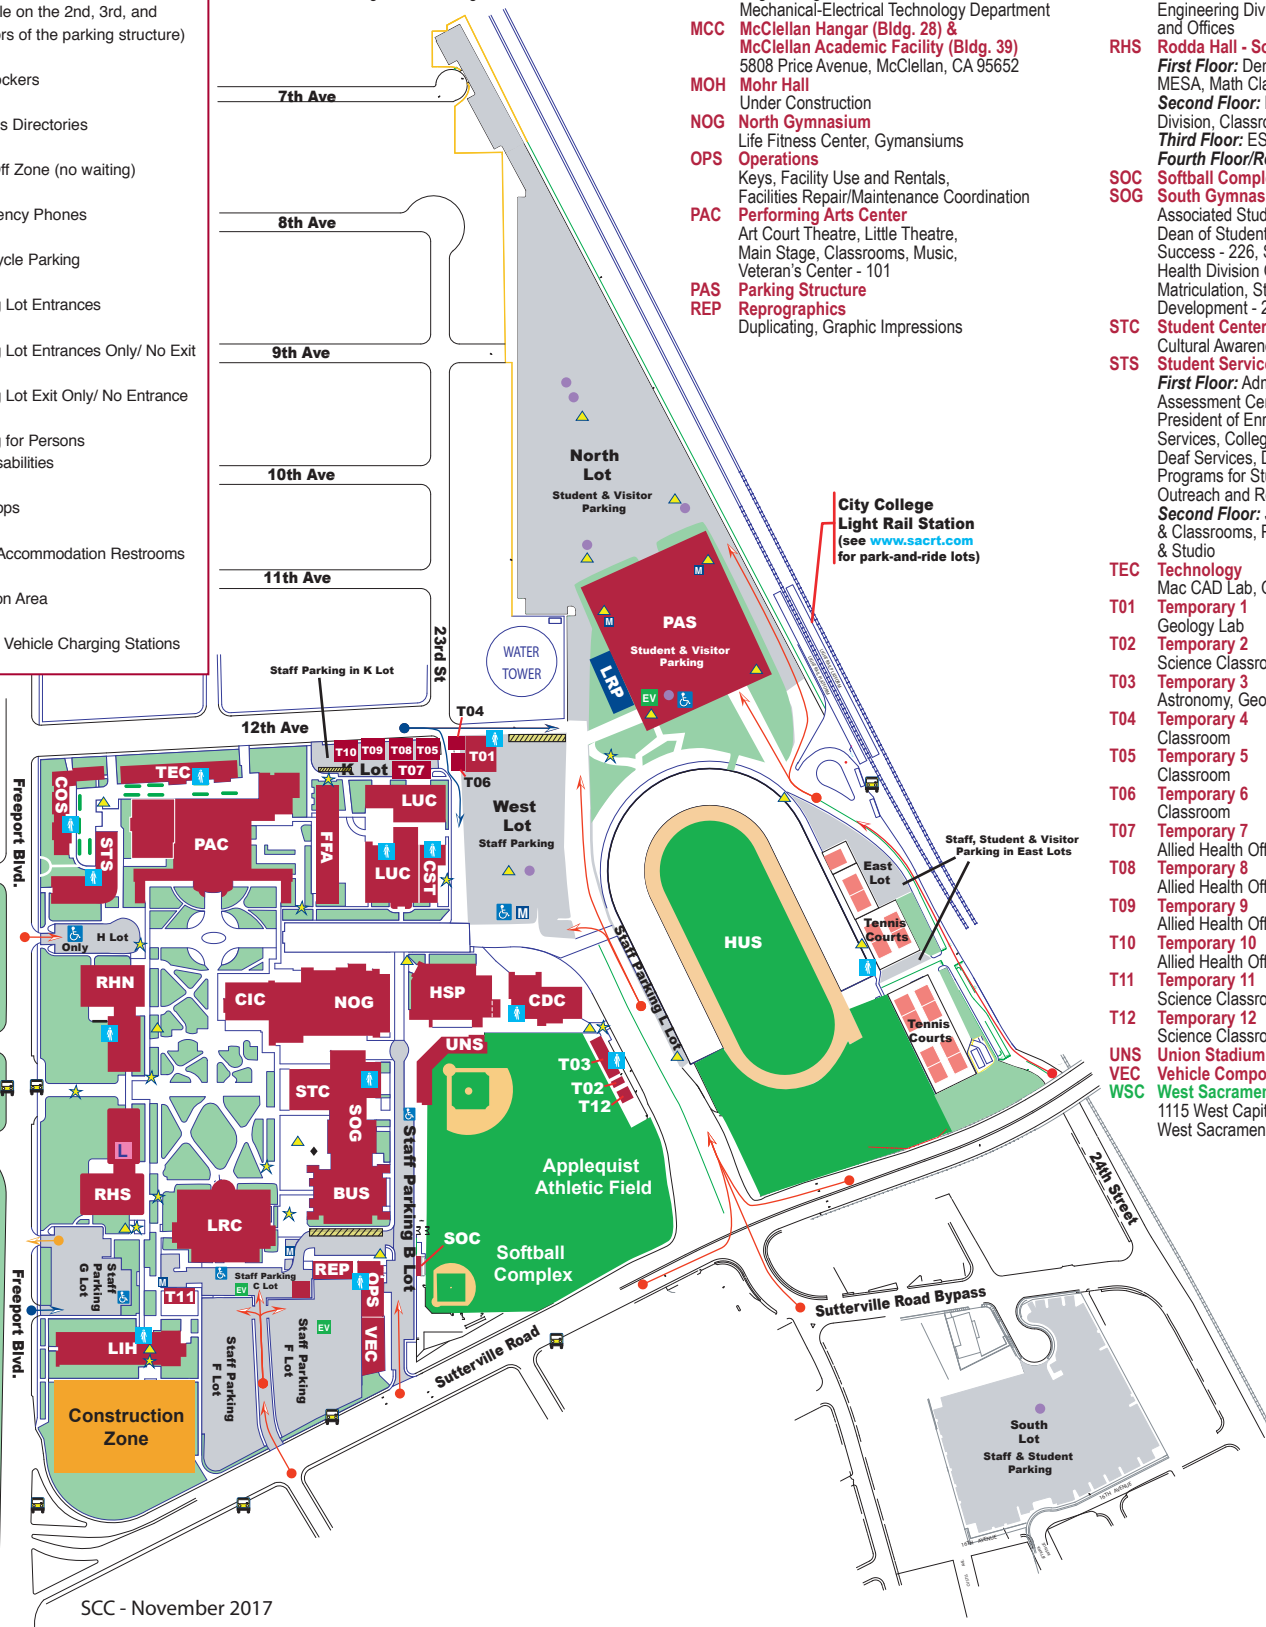 le on the 2nd, 3rd, and
rs of the parking structure)
ockers
s Directories
ff Zone (no waiting)
ency Phones
ycle Parking
g Lot Entrances
g Lot Entrances Only/ No Exit
g Lot Exit Only/ No Entrance
g for Persons
sabilities
ops
Accommodation Restrooms
on Area
Vehicle Charging Stations
Mechanical-Electrical Technology Department
MCC McClellan Hangar (Bldg. 28) &
McClellan Academic Facility (Bldg. 39)
5808 Price Avenue, McClellan, CA 95652
MOH Mohr Hall
Under Construction
NOG North Gymnasium
Life Fitness Center, Gymansiums
OPS Operations
Keys, Facility Use and Rentals,
Facilities Repair/Maintenance Coordination
PAC Performing Arts Center
Art Court Theatre, Little Theatre,
Main Stage, Classrooms, Music,
Veteran's Center - 101
PAS Parking Structure
REP Reprographics
Duplicating, Graphic Impressions
Engineering Div
and Offices
RHS Rodda Hall - So
First Floor: Den
MESA, Math Cla
Second Floor:
Division, Classro
Third Floor: ES
Fourth Floor/Ro
SOC Softball Compl
SOG South Gymnas
Associated Stud
Dean of Student
Success - 226, S
Health Division
Matriculation, St
Development - 2
STC Student Center
Cultural Awaren
STS Student Service
First Floor: Adm
Assessment Cen
President of Enr
Services, Colleg
Deaf Services, D
Programs for Stu
Outreach and Re
Second Floor:
& Classrooms, P
& Studio
TEC Technology
Mac CAD Lab, C
T01 Temporary 1
Geology Lab
T02 Temporary 2
Science Classro
T03 Temporary 3
Astronomy, Geo
T04 Temporary 4
Classroom
T05 Temporary 5
Classroom
T06 Temporary 6
Classroom
T07 Temporary 7
Allied Health Off
T08 Temporary 8
Allied Health Off
T09 Temporary 9
Allied Health Off
T10 Temporary 10
Allied Health Off
T11 Temporary 11
Science Classro
T12 Temporary 12
Science Classro
UNS Union Stadium
VEC Vehicle Compo
WSC West Sacramen
1115 West Capit
West Sacramen
7th Ave
8th Ave
9th Ave
10th Ave
11th Ave
23rd St
12th Ave
North
Lot
Student & Visitor
Parking
City College
Light Rail Station
(see www.sacrt.com
for park-and-ride lots)
M
M
PAS
Student & Visitor
Parking
LRP
EV
WATER
TOWER
Staff Parking in K Lot
T04
T10
T09
T08
T05
T01
K Lot
T07
T06
Freeport Blvd.
COS
TEC
STS
PAC
FFA
LUC
LUC
CST
West
Lot
Staff Parking
M
H Lot
Only
East
Lot
Staff, Student & Visitor
Parking in East Lots
Tennis
Courts
Tennis
Courts
HUS
Staff Parking L Lot
RHN
CIC
NOG
HSP
CDC
UNS
T03
T02
T12
STC
SOG
BUS
Staff Parking B Lot
L
RHS
LRC
Applequist
Athletic Field
SOC
Softball
Complex
M
M
Staff Parking
C Lot
EV
REP
OPS
T11
Staff
Parking
G Lot
Freeport Blvd.
LIH
Staff Parking
F Lot
Staff Parking
F Lot
EV
VEC
Construction
Zone
Sutterville Road
Sutterville Road Bypass
24th Street
South
Lot
Staff & Student
Parking
16TH AVENUE
AVENUE
SCC - November 2017